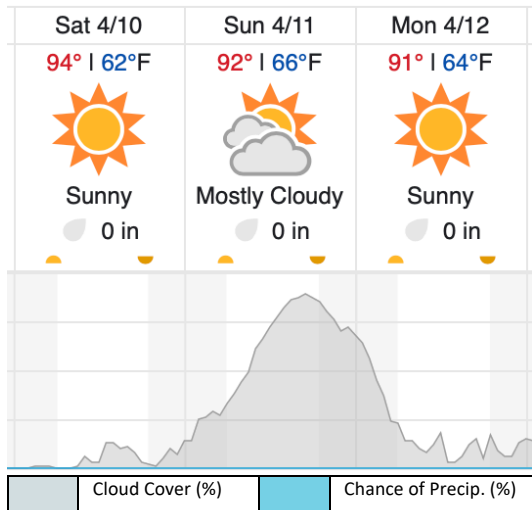 Sat 4/10 Sun 4/11 Mon 4/12
94° | 62°F 92° | 66°F 91° | 64°F
Sunny Mostly Cloudy Sunny
0 in 0 in 0 in
Cloud Cover (%) Chance of Precip. (%)